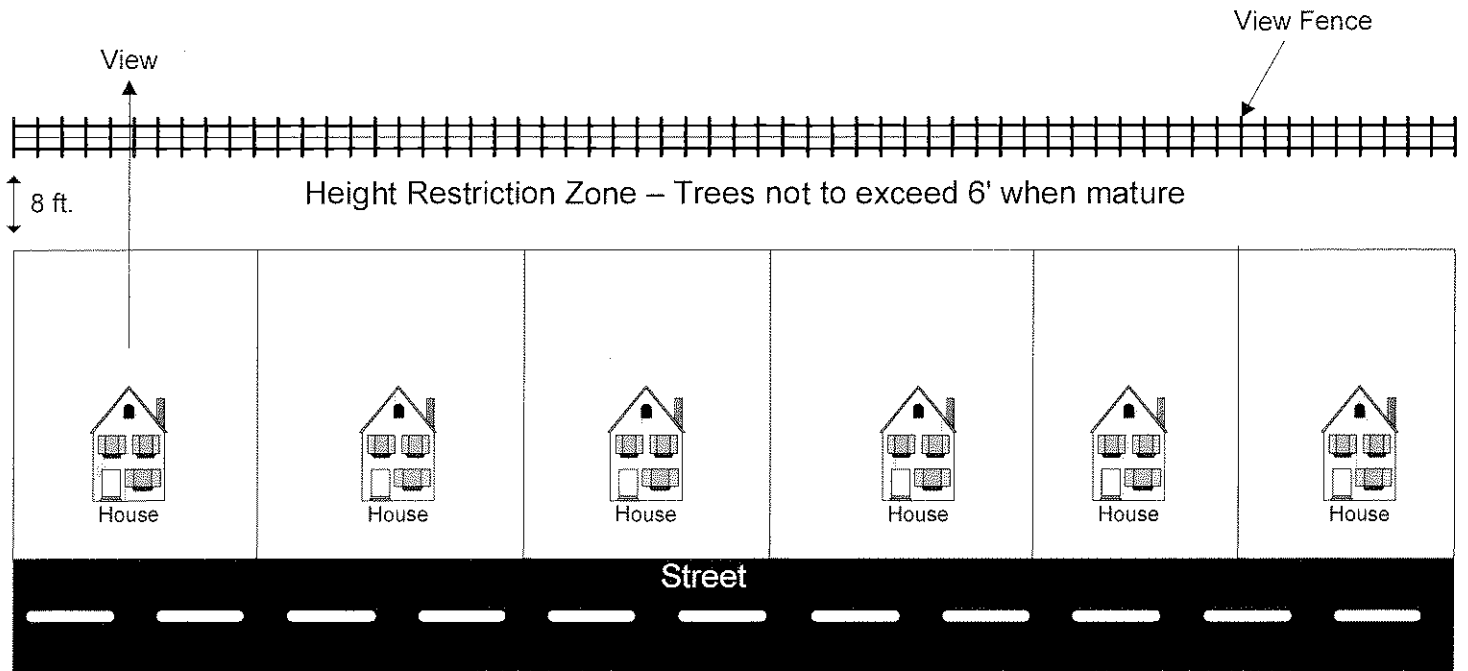 View Fence
View
8 ft.
Height Restriction Zone – Trees not to exceed 6' when mature
House
House
House
House
House
House
Street